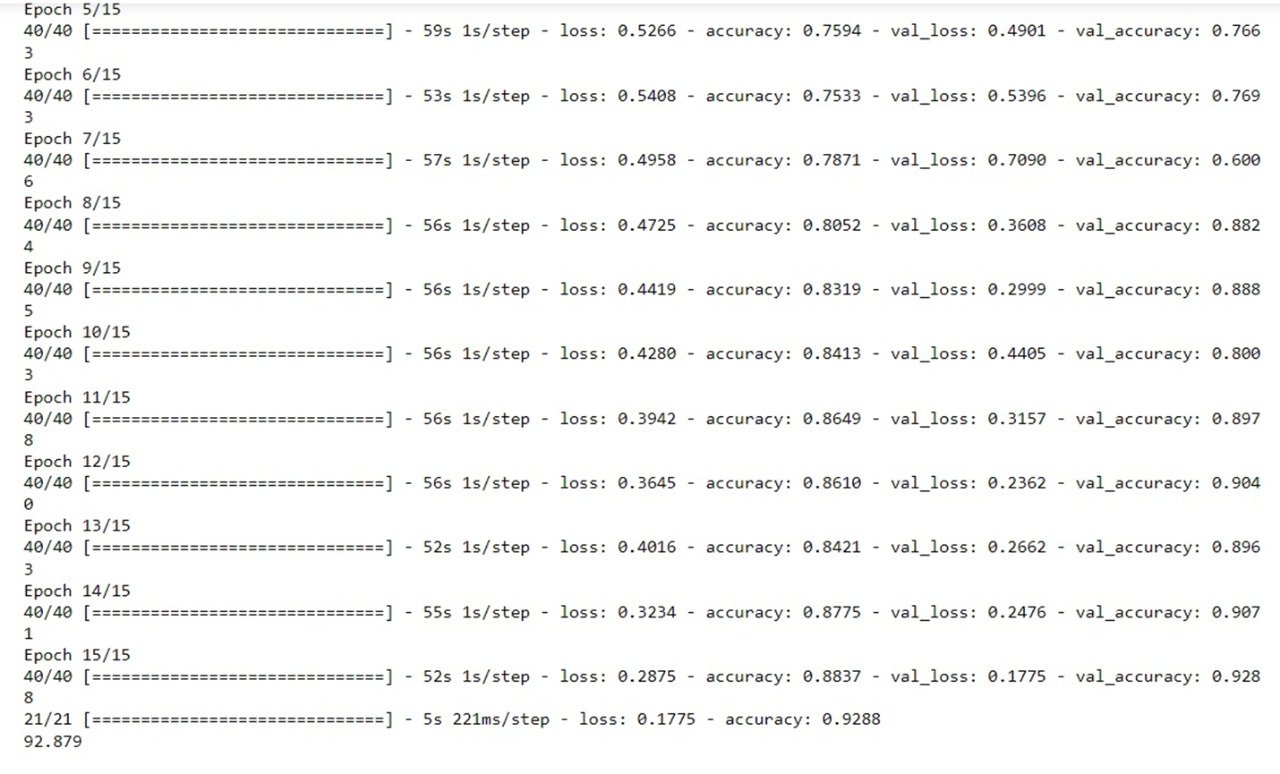 Epoch 5/15
40/40 [==============================] - 59s 1s/step - loss: 0.5266 - accuracy: 0.7594 - val_loss: 0.4901 - val_accuracy: 0.766
3
Epoch 6/15
40/40 [==============================] - 53s 1s/step - loss: 0.5408 - accuracy: 0.7533 - val_loss: 0.5396 - val_accuracy: 0.769
3
Epoch 7/15
40/40 [==============================] - 57s 1s/step - loss: 0.4958 - accuracy: 0.7871 - val_loss: 0.7090 - val_accuracy: 0.600
6
Epoch 8/15
40/40 [==============================] - 56s 1s/step - loss: 0.4725 - accuracy: 0.8052 - val_loss: 0.3608 - val_accuracy: 0.882
4
Epoch 9/15
40/40 [==============================] - 56s 1s/step - loss: 0.4419 - accuracy: 0.8319 - val_loss: 0.2999 - val_accuracy: 0.888
5
Epoch 10/15
40/40 [==============================] - 56s 1s/step - loss: 0.4280 - accuracy: 0.8413 - val_loss: 0.4405 - val_accuracy: 0.800
3
Epoch 11/15
40/40 [==============================] - 56s 1s/step - loss: 0.3942 - accuracy: 0.8649 - val_loss: 0.3157 - val_accuracy: 0.897
8
Epoch 12/15
40/40 [==============================] - 56s 1s/step - loss: 0.3645 - accuracy: 0.8610 - val_loss: 0.2362 - val_accuracy: 0.904
0
Epoch 13/15
40/40 [==============================] - 52s 1s/step - loss: 0.4016 - accuracy: 0.8421 - val_loss: 0.2662 - val_accuracy: 0.896
3
Epoch 14/15
40/40 [==============================] - 55s 1s/step - loss: 0.3234 - accuracy: 0.8775 - val_loss: 0.2476 - val_accuracy: 0.907
1
Epoch 15/15
40/40 [==============================] - 52s 1s/step - loss: 0.2875 - accuracy: 0.8837 - val_loss: 0.1775 - val_accuracy: 0.928
8
21/21 [==============================] - 5s 221ms/step - loss: 0.1775 - accuracy: 0.9288
92.879